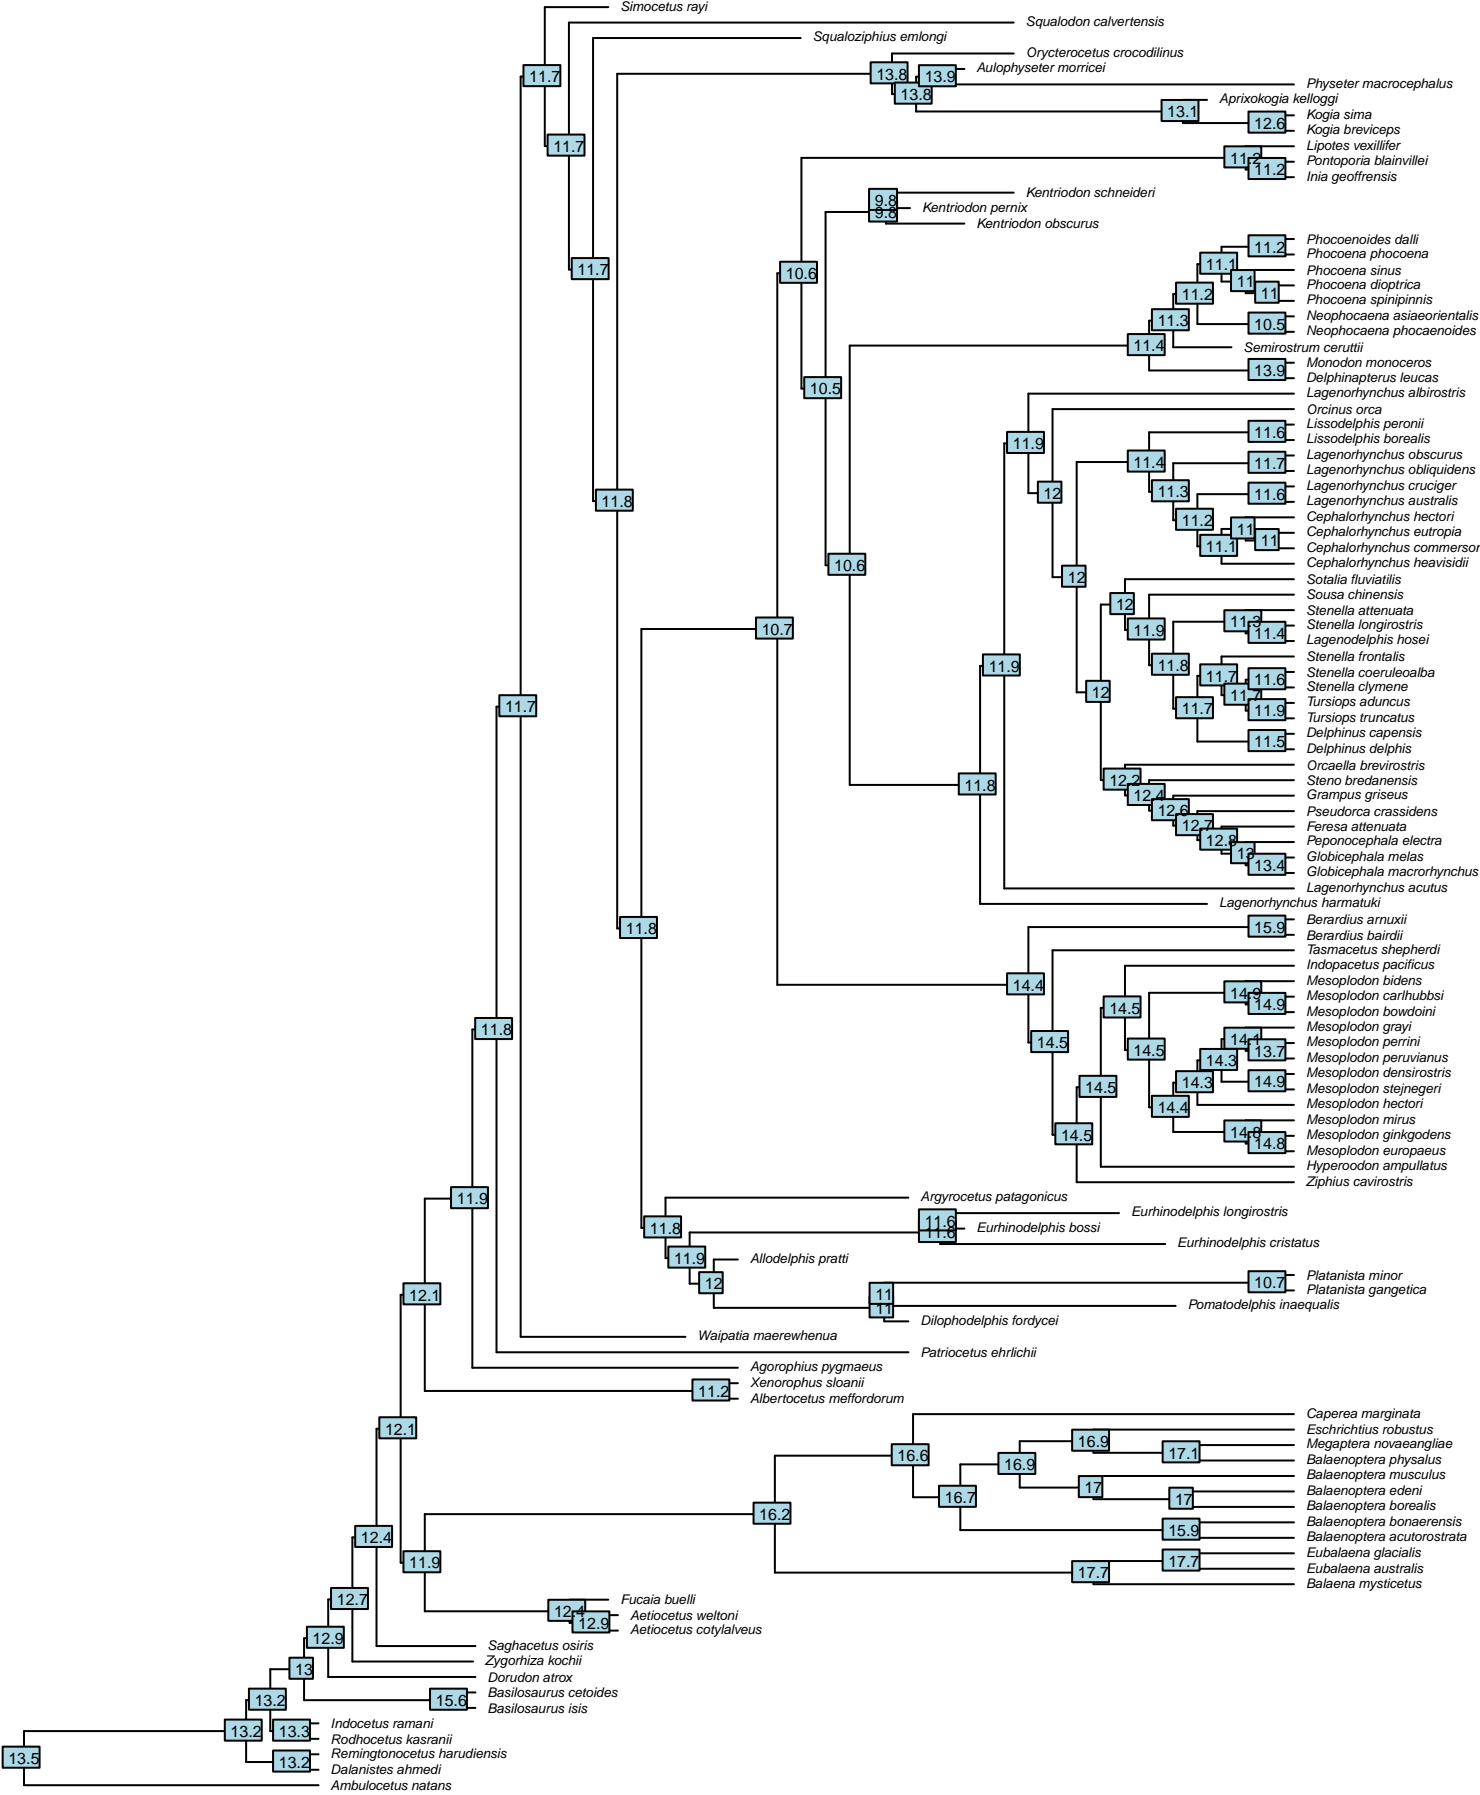 Simocetus rayi
Squalodon calvertensis
Squaloziphius emlongi
Orycterocetus crocodilinus
13.8
Aulophyseter morricei
11.7
13.9
Physeter macrocephalus
13.8
Aprixokogia kelloggi
13.1
Kogia sima
12.6
Kogia breviceps
11.7
Lipotes vexillifer
11.2
Pontoporia blainvillei
11.2
Inia geoffrensis
Kentriodon schneideri
9.8
Kentriodon pernix
9.8
Kentriodon obscurus
Phocoenoides dalli
11.2
Phocoena phocoena
11.1
11.7
10.6
Phocoena sinus
11
Phocoena dioptrica
11.2
11
Phocoena spinipinnis
Neophocaena asiaeorientalis
11.3
10.5
Neophocaena phocaenoides
11.4
Semirostrum ceruttii
Monodon monoceros
13.9
Delphinapterus leucas
10.5
Lagenorhynchus albirostris
Orcinus orca
Lissodelphis peronii
11.6
Lissodelphis borealis
11.9
Lagenorhynchus obscurus
11.4
11.7
Lagenorhynchus obliquidens
Lagenorhynchus cruciger
12
11.3
11.6
Lagenorhynchus australis
11.8
Cephalorhynchus hectori
11.2
11
Cephalorhynchus eutropia
11
Cephalorhynchus commersor
11.1
Cephalorhynchus heavisidii
10.6
12
Sotalia fluviatilis
Sousa chinensis
12
Stenella attenuata
11.3
Stenella longirostris
10.7
11.9
11.4
Lagenodelphis hosei
Stenella frontalis
11.9
11.8
Stenella coeruleoalba
11.7
11.6
Stenella clymene
12
11.7
Tursiops aduncus
11.7
11.7
11.9
Tursiops truncatus
Delphinus capensis
11.5
Delphinus delphis
Orcaella brevirostris
11.8
12.2
Steno bredanensis
12.4
Grampus griseus
12.6
Pseudorca crassidens
12.7
Feresa attenuata
12.8
Peponocephala electra
13
Globicephala melas
13.4
Globicephala macrorhynchus
Lagenorhynchus acutus
Lagenorhynchus harmatuki
Berardius arnuxii
11.8
15.9
Berardius bairdii
Tasmacetus shepherdi
Indopacetus pacificus
14.4
Mesoplodon bidens
14.9
Mesoplodon carlhubbsi
14.5
14.9
Mesoplodon bowdoini
11.8
Mesoplodon grayi
14.5
14.1
Mesoplodon perrini
14.5
13.7
Mesoplodon peruvianus
14.3
Mesoplodon densirostris
14.5
14.3
14.9
Mesoplodon stejnegeri
14.4
Mesoplodon hectori
Mesoplodon mirus
14.5
14.8
Mesoplodon ginkgodens
14.8
Mesoplodon europaeus
Hyperoodon ampullatus
Ziphius cavirostris
11.9
Argyrocetus patagonicus
Eurhinodelphis longirostris
11.8
11.6
Eurhinodelphis bossi
11.6
Eurhinodelphis cristatus
11.9
Allodelphis pratti
12
Platanista minor
10.7
Platanista gangetica
12.1
11
Pomatodelphis inaequalis
11
Dilophodelphis fordycei
Waipatia maerewhenua
Patriocetus ehrlichii
Agorophius pygmaeus
Xenorophus sloanii
11.2
Albertocetus meffordorum
Caperea marginata
12.1
Eschrichtius robustus
16.9
Megaptera novaeangliae
16.6
17.1
Balaenoptera physalus
16.9
Balaenoptera musculus
17
Balaenoptera edeni
16.7
17
Balaenoptera borealis
16.2
Balaenoptera bonaerensis
15.9
Balaenoptera acutorostrata
12.4
Eubalaena glacialis
11.9
17.7
Eubalaena australis
17.7
Balaena mysticetus
12.7
Fucaia buelli
12.4
Aetiocetus weltoni
12.9
Aetiocetus cotylalveus
12.9
Saghacetus osiris
Zygorhiza kochii
13
Dorudon atrox
Basilosaurus cetoides
13.2
15.6
Basilosaurus isis
Indocetus ramani
13.2
13.3
Rodhocetus kasranii
Remingtonocetus harudiensis
13.5
13.2
Dalanistes ahmedi
Ambulocetus natans